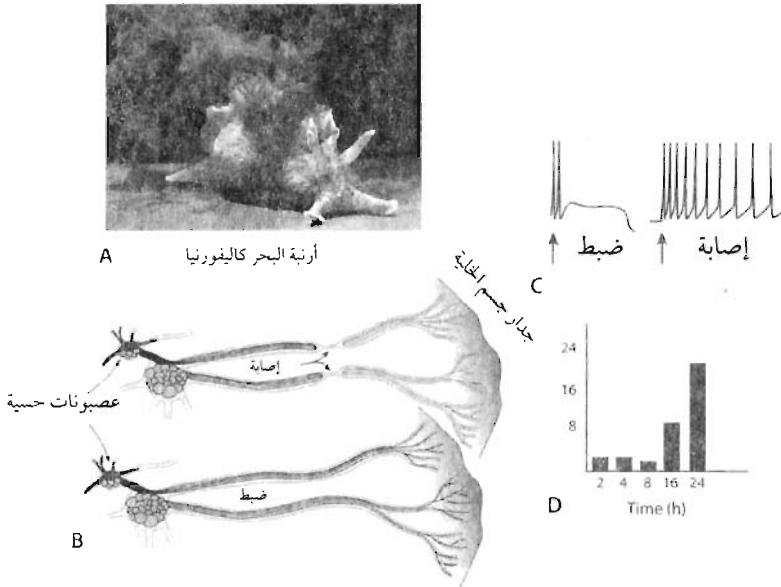 A
أرنبة البحر كاليفورنيا
ضبط
إصابة
C
جدار جسم الخلية
إصابة
عصبونات حسية
ضبط
B
24
16
8
2 4 8 16 24
Time (h)
D